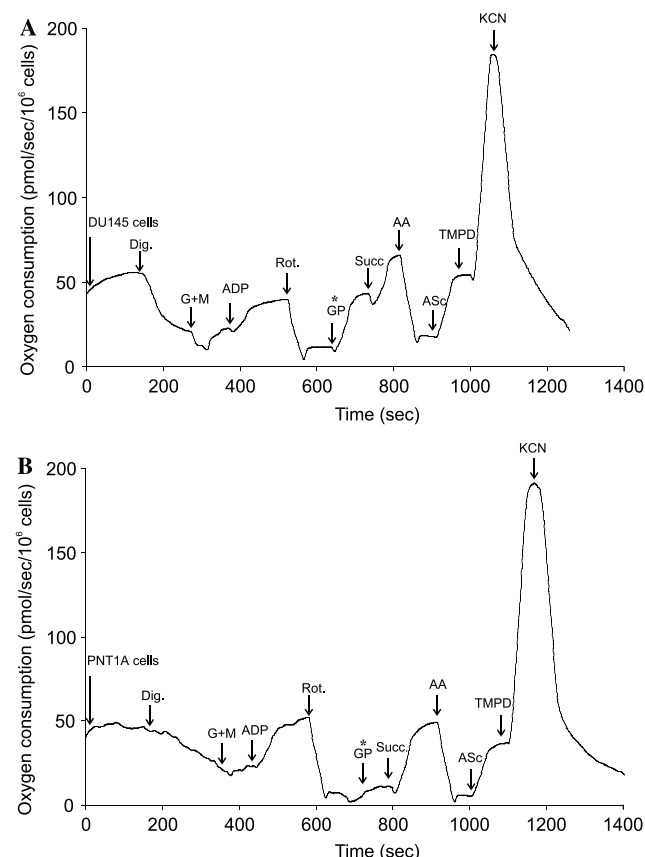 A
Oxygen consumption (pmol/sec/10⁶ cells)
200
150
100
50
0
DU145 cells
Dig.
G+M
ADP
Rot.
*
GP
Succ
AA
ASc
TMPD
KCN
0 200 400 600 800 1000 1200 1400
Time (sec)
B
Oxygen consumption (pmol/sec/10⁶ cells)
200
150
100
50
0
PNT1A cells
Dig.
G+M
ADP
Rot.
*
GP
Succ.
AA
ASc
TMPD
KCN
0 200 400 600 800 1000 1200 1400
Time (sec)